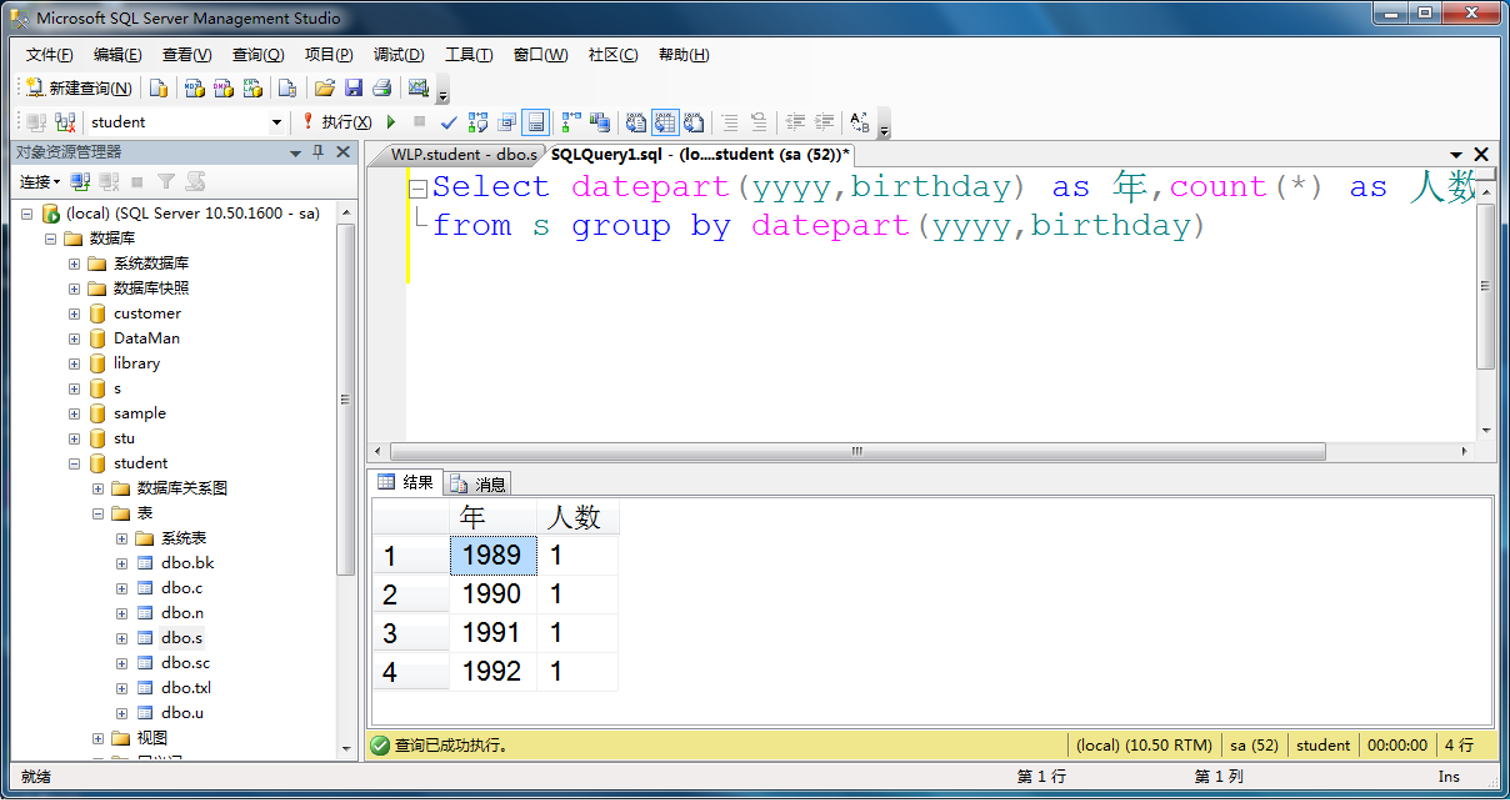 Microsoft SQL Server Management Studio
文件(F) 编辑(E) 查看(V) 查询(Q) 项目(P) 调试(D) 工具(T) 窗口(W) 社区(C) 帮助(H)
新建查询(N)
student 执行(X)
对象资源管理器
连接
(local) (SQL Server 10.50.1600 - sa)
数据库
系统数据库
数据库快照
customer
DataMan
library
s
sample
stu
student
数据库关系图
表
系统表
dbo.bk
dbo.c
dbo.n
dbo.s
dbo.sc
dbo.txl
dbo.u
视图
WLP.student - dbo.s SQLQuery1.sql - (lo....student (sa (52))*
Select datepart(yyyy,birthday) as 年,count(*) as 人数
from s group by datepart(yyyy,birthday)
结果 消息
年 人数
1 1989 1
2 1990 1
3 1991 1
4 1992 1
查询已成功执行。 (local) (10.50 RTM) sa (52) student 00:00:00 4 行
就绪 第 1 行 第 1 列 Ins